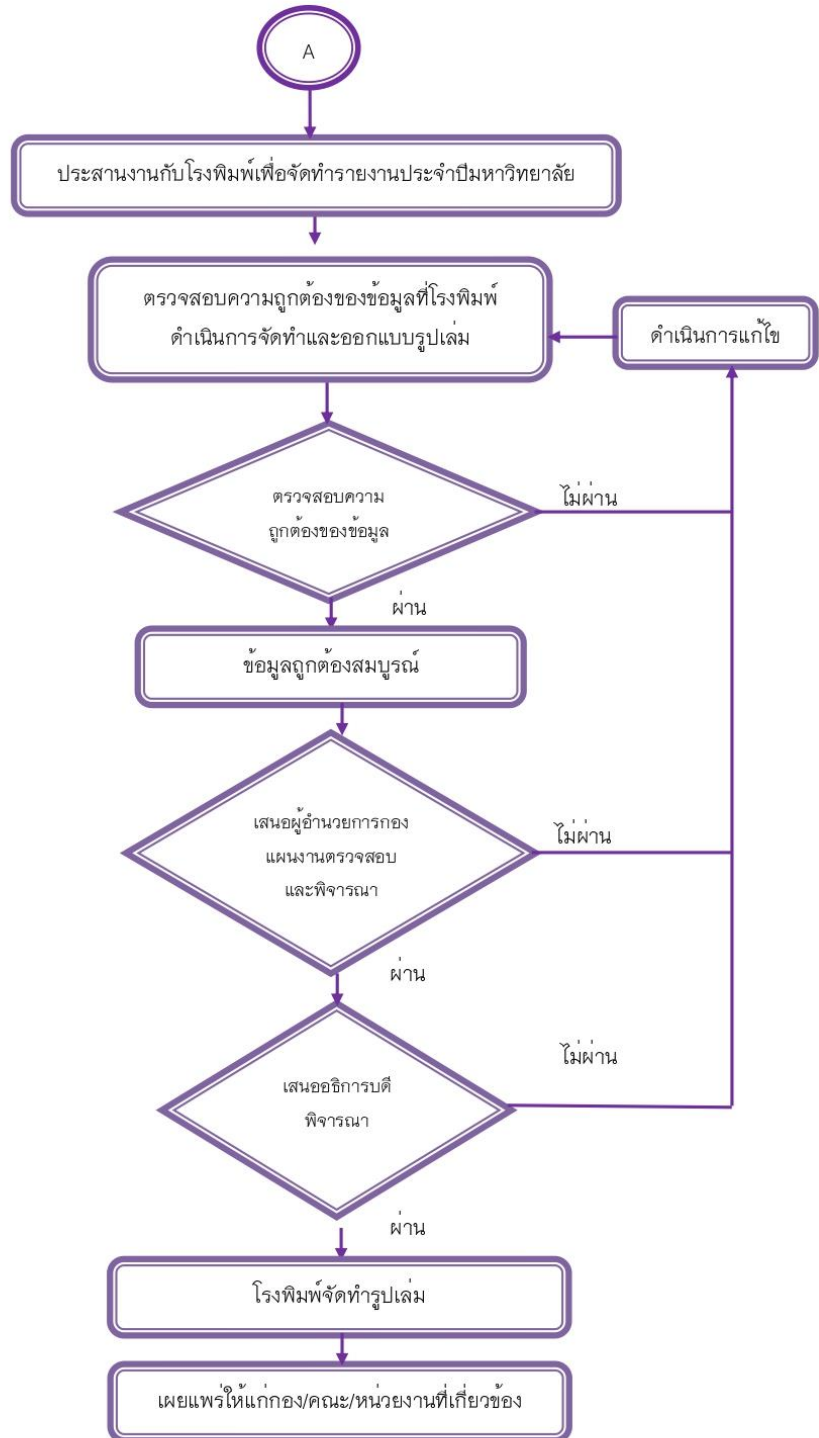 A
ประสานงานกับโรงพิมพ์เพื่อจัดทำรายงานประจำปีมหาวิทยาลัย
ตรวจสอบความถูกต้องของข้อมูลที่โรงพิมพ์
ดำเนินการจัดทำและออกแบบรูปเล่ม
ดำเนินการแก้ไข
ตรวจสอบความ
ถูกต้องของข้อมูล
ไม่ผ่าน
ผ่าน
ข้อมูลถูกต้องสมบูรณ์
เสนอผู้อำนวยการกอง
แผนงานตรวจสอบ
และพิจารณา
ไม่ผ่าน
ผ่าน
เสนออธิการบดี
พิจารณา
ไม่ผ่าน
ผ่าน
โรงพิมพ์จัดทำรูปเล่ม
เผยแพร่ให้แก่กอง/คณะ/หน่วยงานที่เกี่ยวข้อง